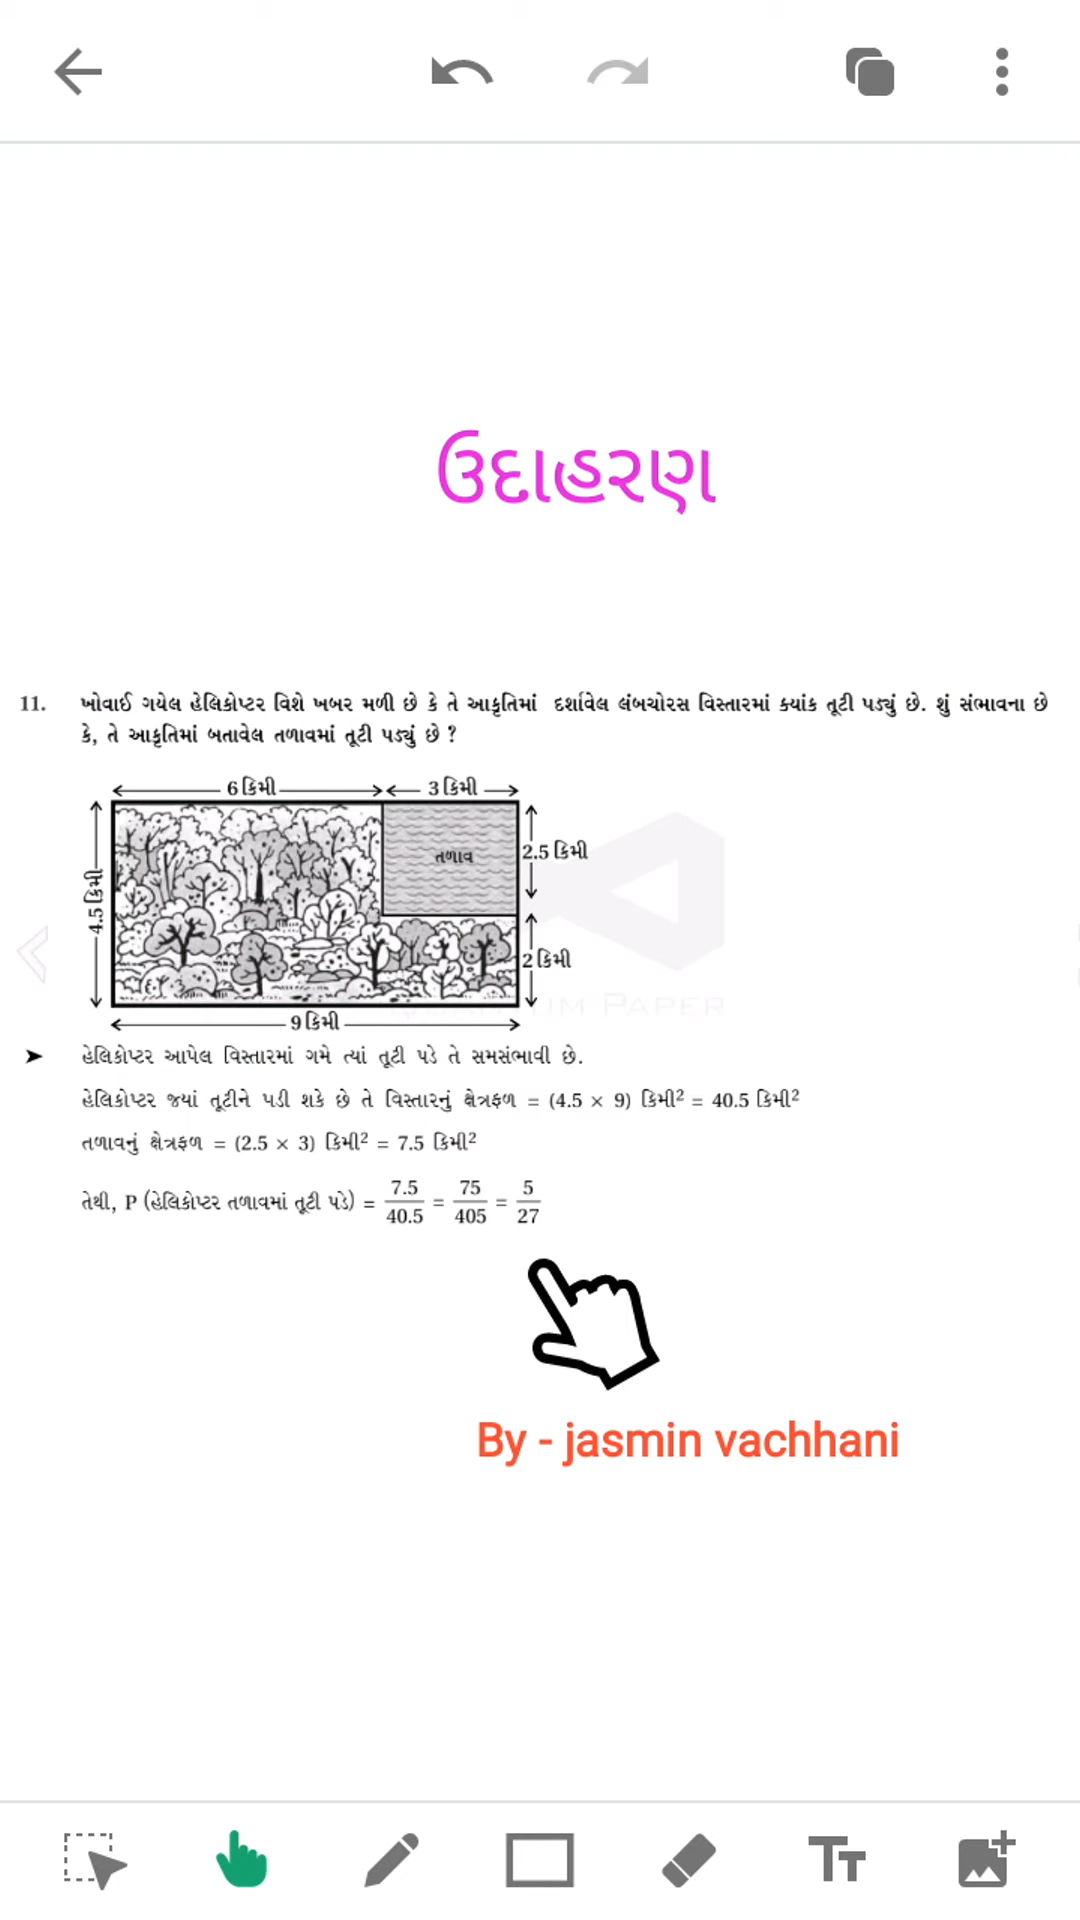 ઉદાહરણ
11. ખોવાઈ ગયેલ હેલિકોપ્ટર વિશે ખબર મળી છે કે તે આકૃતિમાં દર્શાવેલ લંબચોરસ વિસ્તારમાં ક્યાંક તૂટી પડ્યું છે. શું સંભાવના છે
કે, તે આકૃતિમાં બતાવેલ તળાવમાં તૂટી પડ્યું છે ?
6 કિમી 3 કિમી
તળાવ
2.5 કિમી
4.5 કિમી
2 કિમી
QUANTUM PAPER
9 કિમી
➤ હેલિકોપ્ટર આપેલ વિસ્તારમાં ગમે ત્યાં તૂટી પડે તે સમસંભાવી છે.
હેલિકોપ્ટર જ્યાં તૂટીને પડી શકે છે તે વિસ્તારનું ક્ષેત્રફળ = (4.5 × 9) કિમી² = 40.5 કિમી²
તળાવનું ક્ષેત્રફળ = (2.5 × 3) કિમી² = 7.5 કિમી²
તેથી, P (હેલિકોપ્ટર તળાવમાં તૂટી પડે) = 7.5/40.5 = 75/405 = 5/27
By - jasmin vachhani
TT